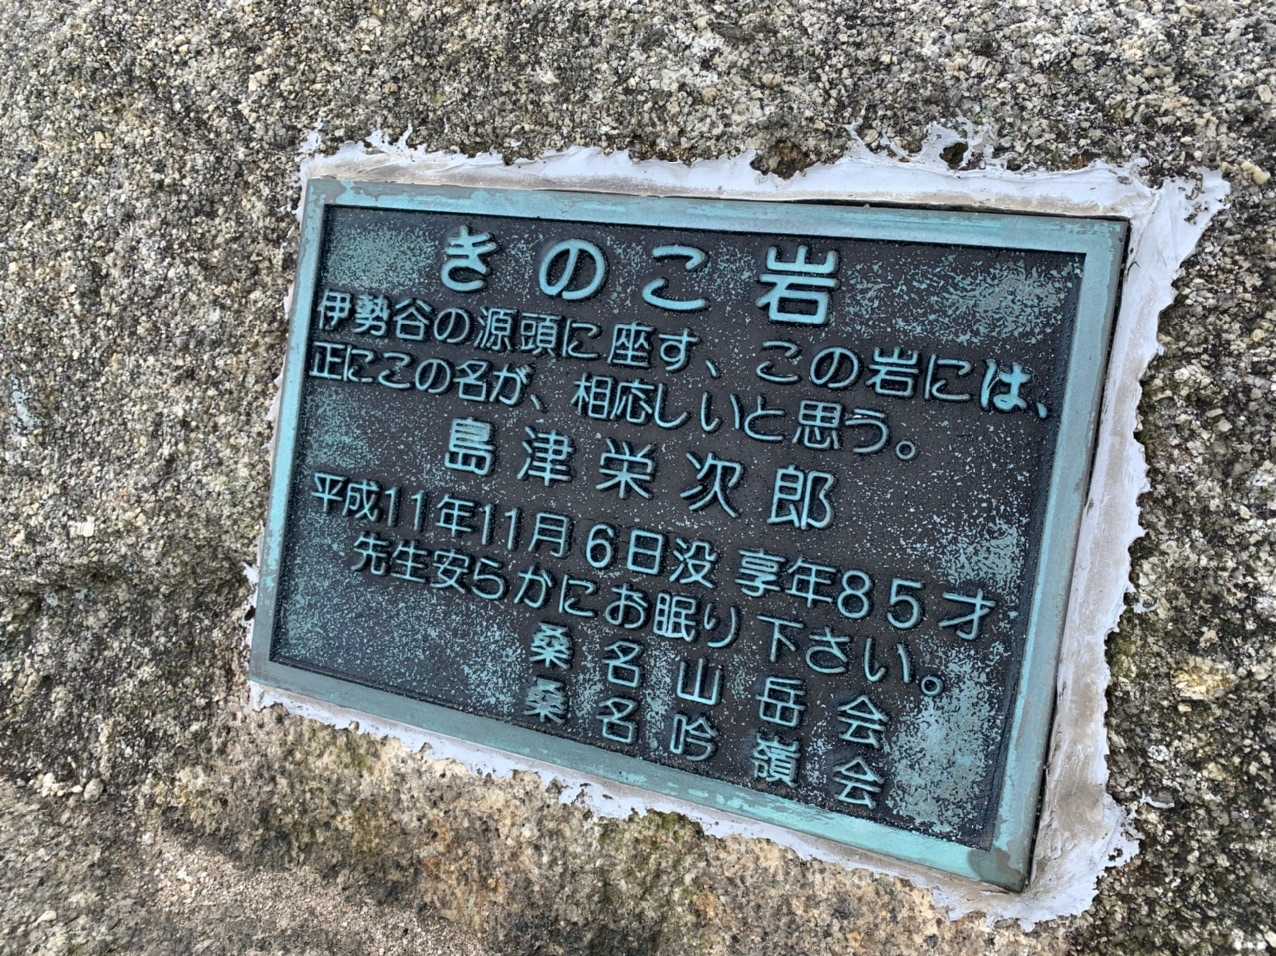 きのこ岩
伊勢谷の源頭に座す、この岩には、
正にこの名が、相応しいと思う。
島津栄次郎
平成11年11月6日没 享年85才
先生安らかにお眠り下さい。
桑名山岳会
桑名吟嶺会